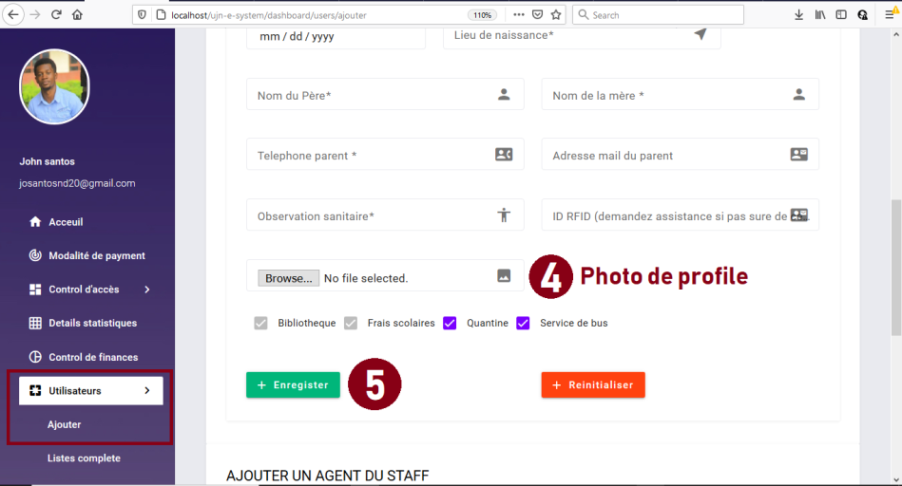 localhost/ujn-e-system/dashboard/users/ajouter
110%
Search
mm / dd / yyyy
Lieu de naissance*
John santos
josantosnd20@gmail.com
Acceuil
Modalité de payment
Control d'accès
Details statistiques
Control de finances
Utilisateurs
Ajouter
Listes complete
Nom du Père*
Nom de la mère *
Telephone parent *
Adresse mail du parent
Observation sanitaire*
ID RFID (demandez assistance si pas sure de
Browse... No file selected.
4 Photo de profile
Bibliotheque Frais scolaires Quantine Service de bus
+ Enregister
5
+ Reinitialiser
AJOUTER UN AGENT DU STAFF